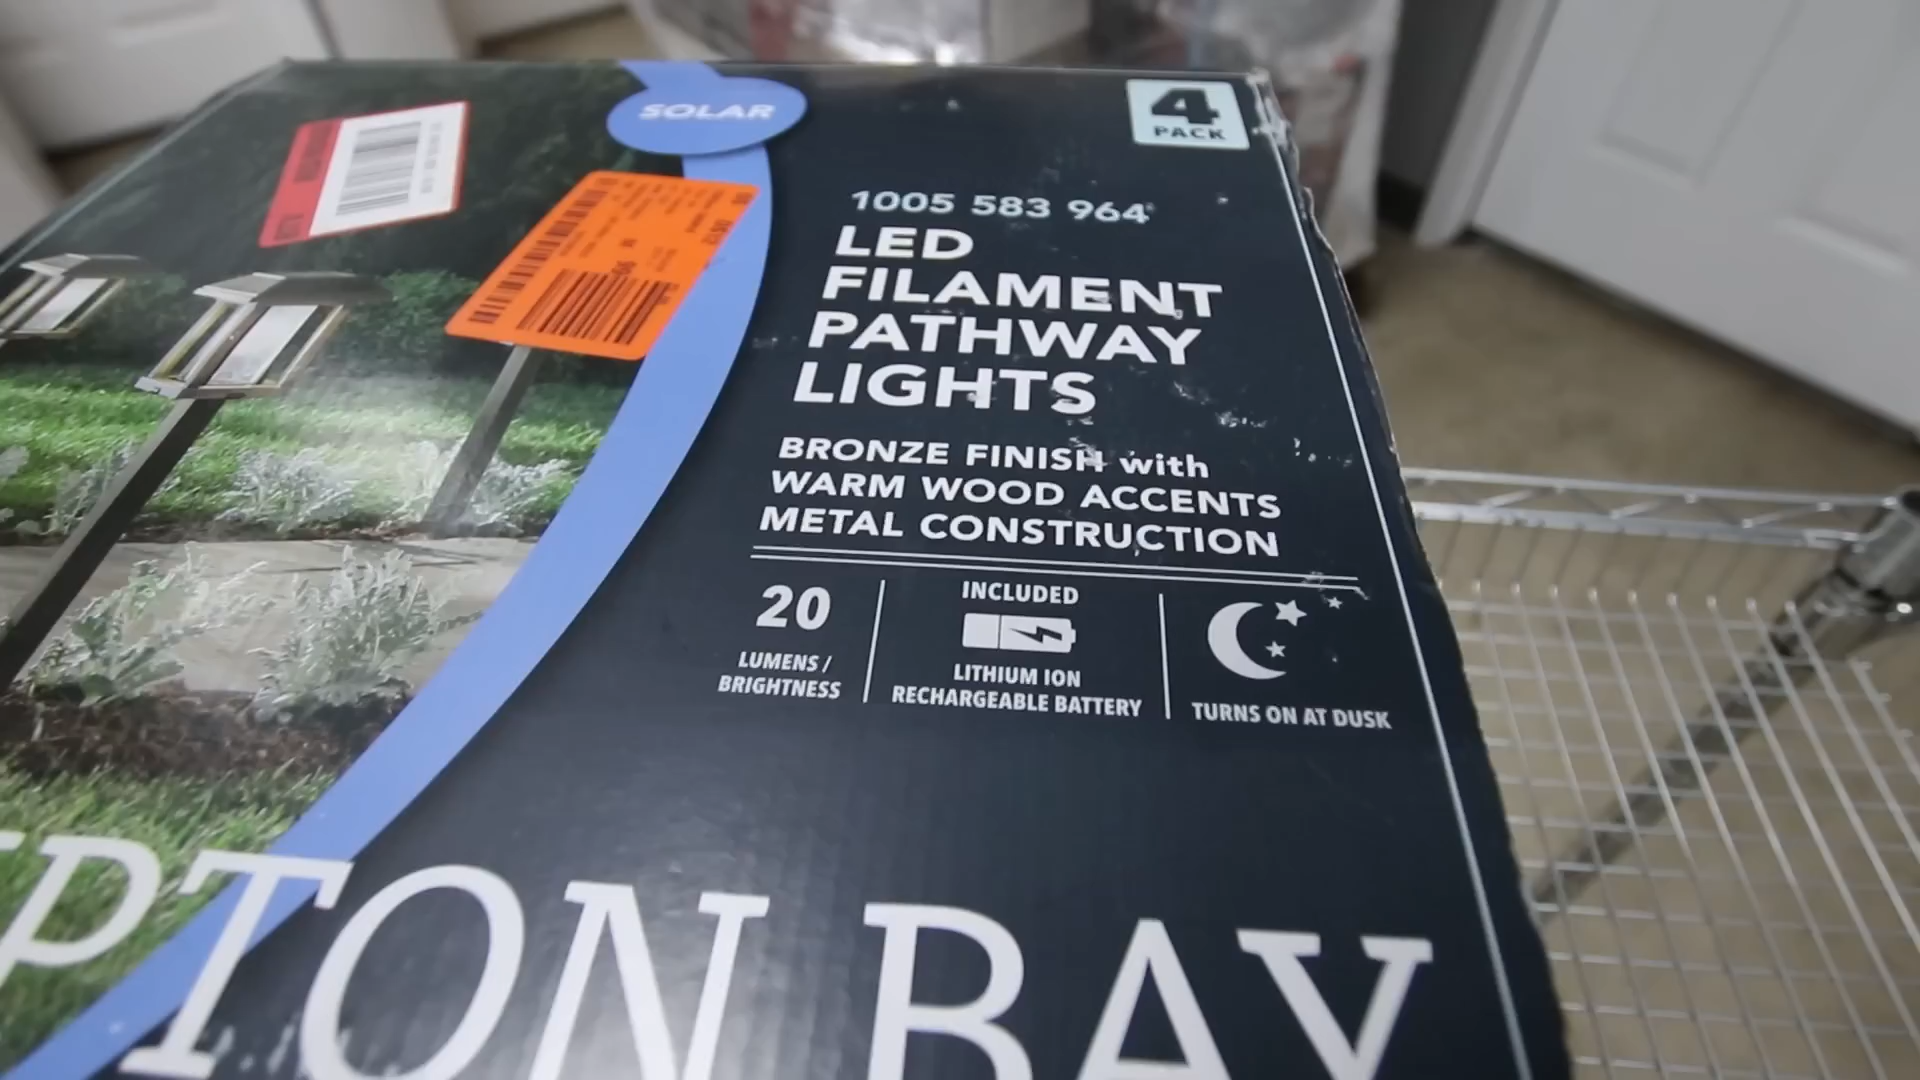 SOLAR
4
PACK
1005 583 964
LED
FILAMENT
PATHWAY
LIGHTS
BRONZE FINISH with
WARM WOOD ACCENTS
METAL CONSTRUCTION
20
LUMENS /
BRIGHTNESS
INCLUDED
LITHIUM ION
RECHARGEABLE BATTERY
TURNS ON AT DUSK
PTON BAY